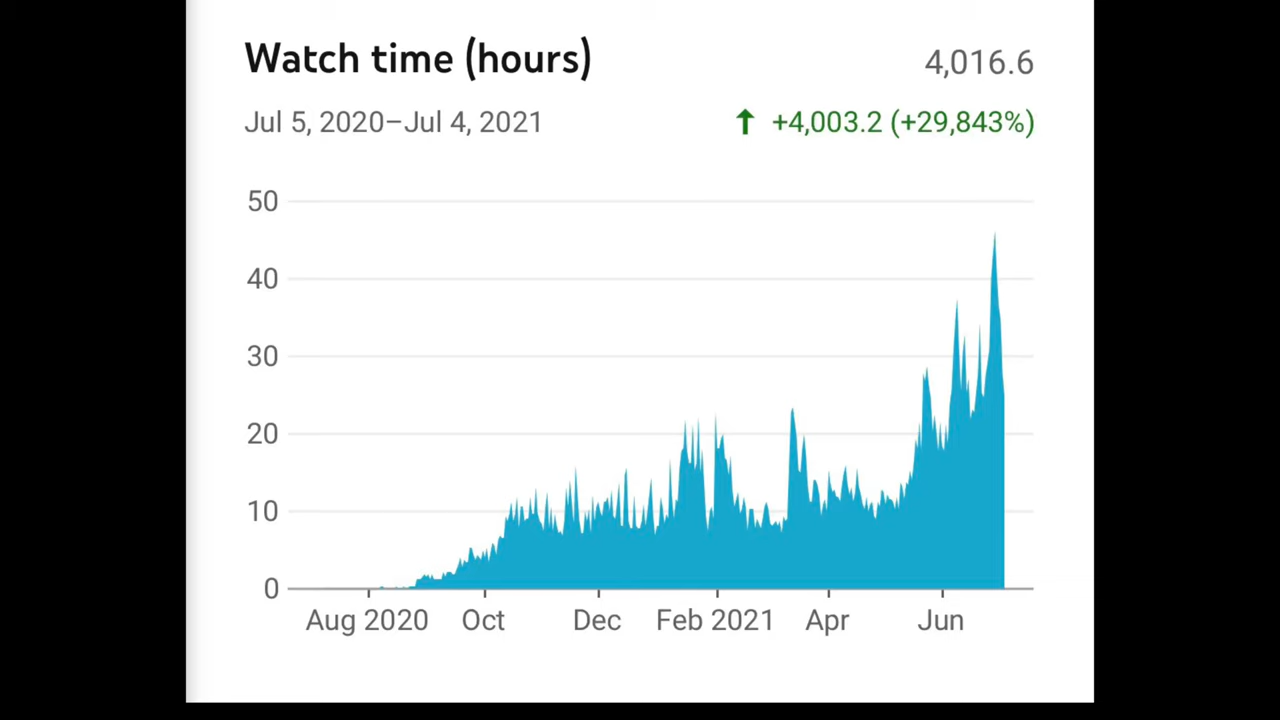 Watch time (hours) 4,016.6
Jul 5, 2020–Jul 4, 2021 ↑ +4,003.2 (+29,843%)
50
40
30
20
10
0
Aug 2020 Oct Dec Feb 2021 Apr Jun